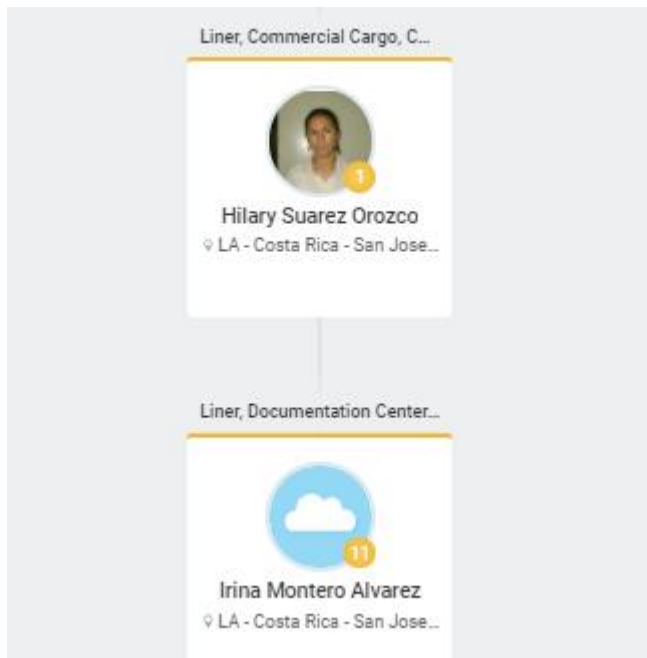 Liner, Commercial Cargo, C...
1
Hilary Suarez Orozco
LA - Costa Rica - San Jose...
Liner, Documentation Center...
11
Irina Montero Alvarez
LA - Costa Rica - San Jose...